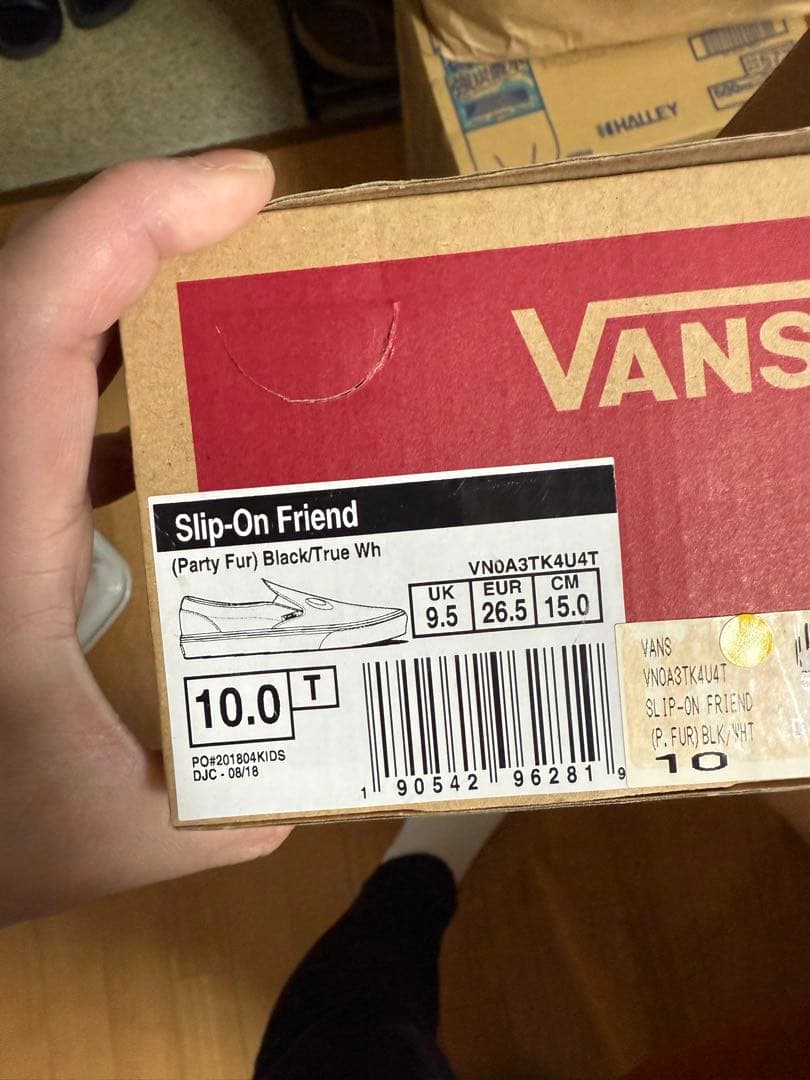 HALLEY
VANS
Slip-On Friend
(Party Fur) Black/True Wh
VN0A3TK4U4T
UK EUR CM
9.5 26.5 15.0
10.0 T
PO#201804KIDS
DJC - 08/18
1 90542 96281 9
VANS
VN0A3TK4U4T
SLIP-ON FRIEND
(P.FUR)BLK/WHT
10